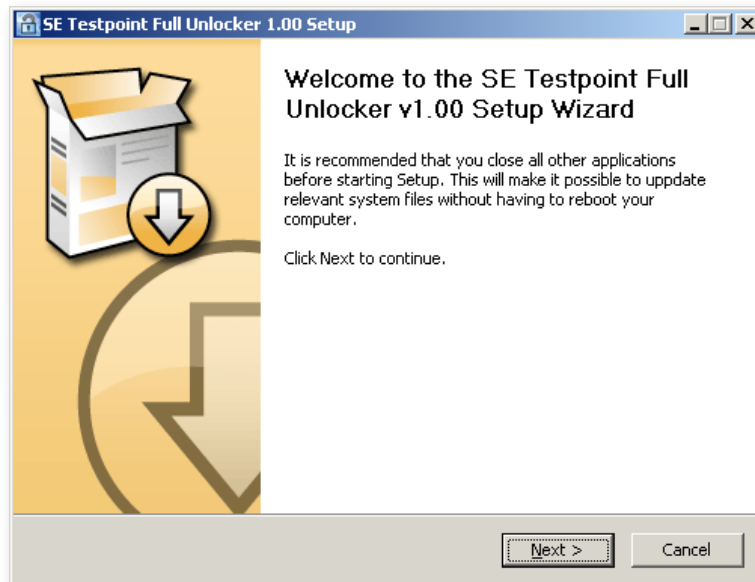 SE Testpoint Full Unlocker 1.00 Setup
Welcome to the SE Testpoint Full
Unlocker v1.00 Setup Wizard
It is recommended that you close all other applications
before starting Setup. This will make it possible to uppdate
relevant system files without having to reboot your
computer.
Click Next to continue.
Next >
Cancel